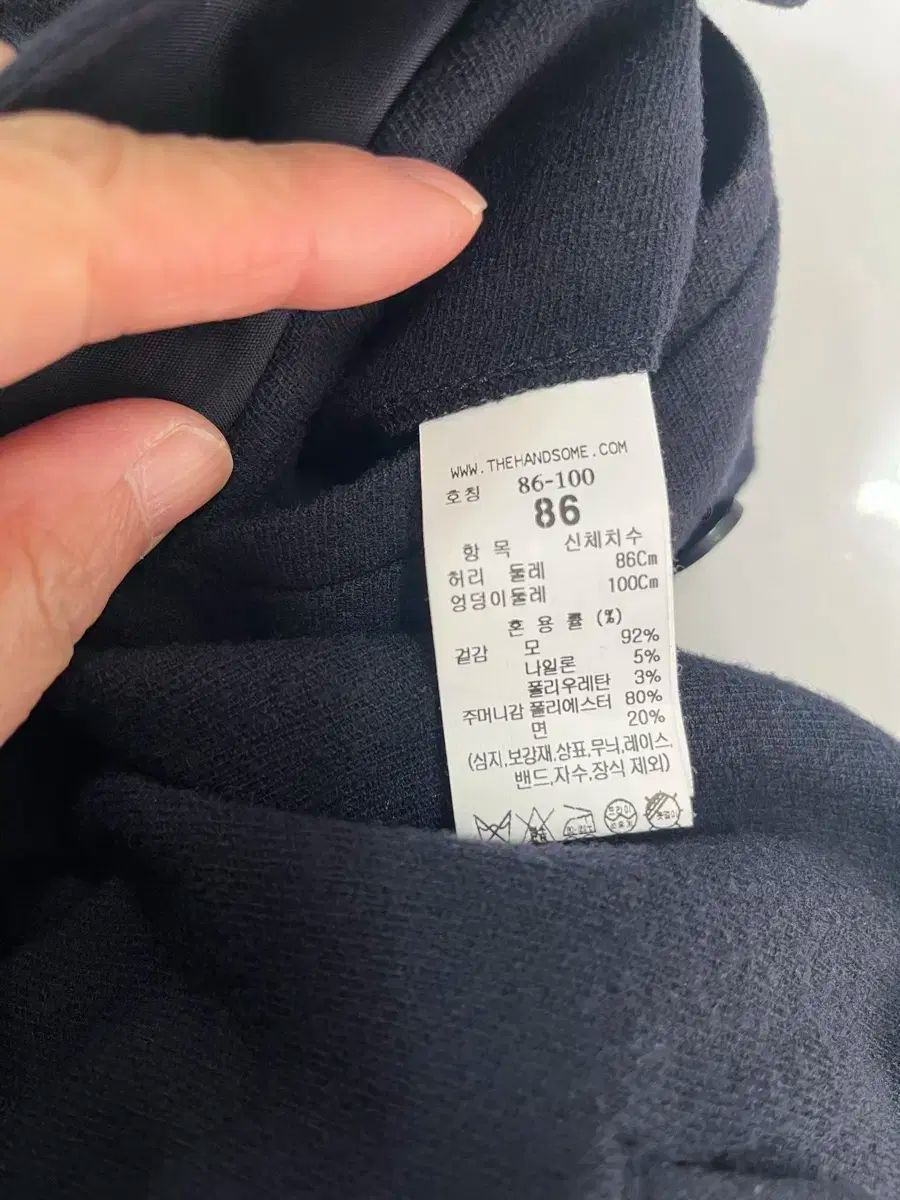 WWW.THEHANDSOME.COM
호칭 86-100
86
항 목 신체치수
허리 둘레 86Cm
엉덩이둘레 100Cm
혼 용 률 (%)
겉감 모 92%
나일론 5%
폴리우레탄 3%
주머니감 폴리에스터 80%
면 20%
(심지,보강재,상표,무늬,레이스
밴드,자수,장식 제외)
드라이